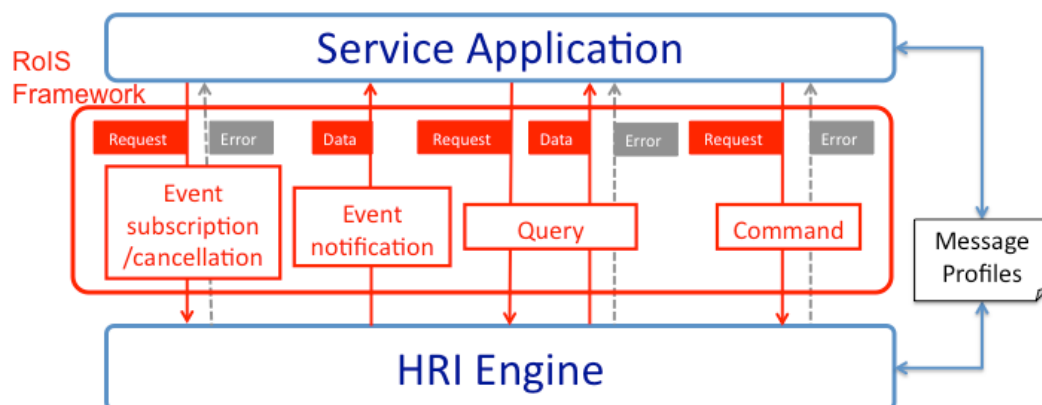 Service Application
RoIS
Framework
Request
Error
Data
Request
Data
Error
Request
Error
Event
subscription
/cancellation
Event
notification
Query
Command
Message
Profiles
HRI Engine